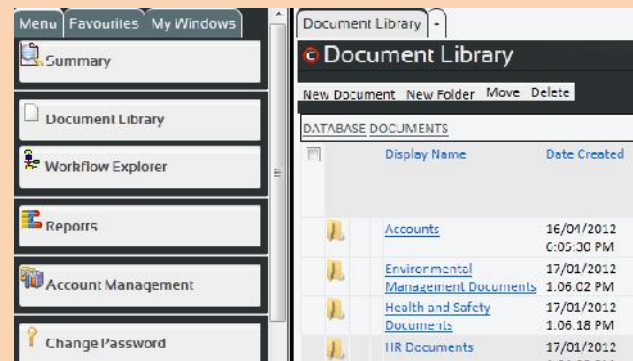 Menu Favourites My Windows
Summary
Document Library
Workflow Explorer
Reports
Account Management
Change Password
Document Library
Document Library
New Document New Folder Move Delete
DATABASE DOCUMENTS
Display Name Date Created
Accounts 16/04/2012
6:05:30 PM
Environmental 17/01/2012
Management Documents 1:06:02 PM
Health and Safety 17/01/2012
Documents 1:06:18 PM
HR Documents 17/01/2012